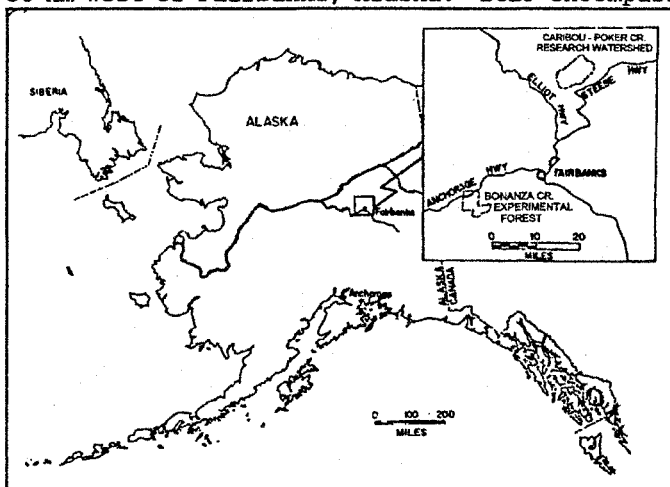 CARIBOU - POKER CR.
RESEARCH WATERSHED
HWY
ELLIOT
STEESE
HWY
SIBERIA
ALASKA
FAIRBANKS
HWY
ANCHORAGE
BONANZA CR.
EXPERIMENTAL
FOREST
Fairbanks
0 10 20
MILES
ALASKA
CANADA
Anchorage
0 100 200
MILES